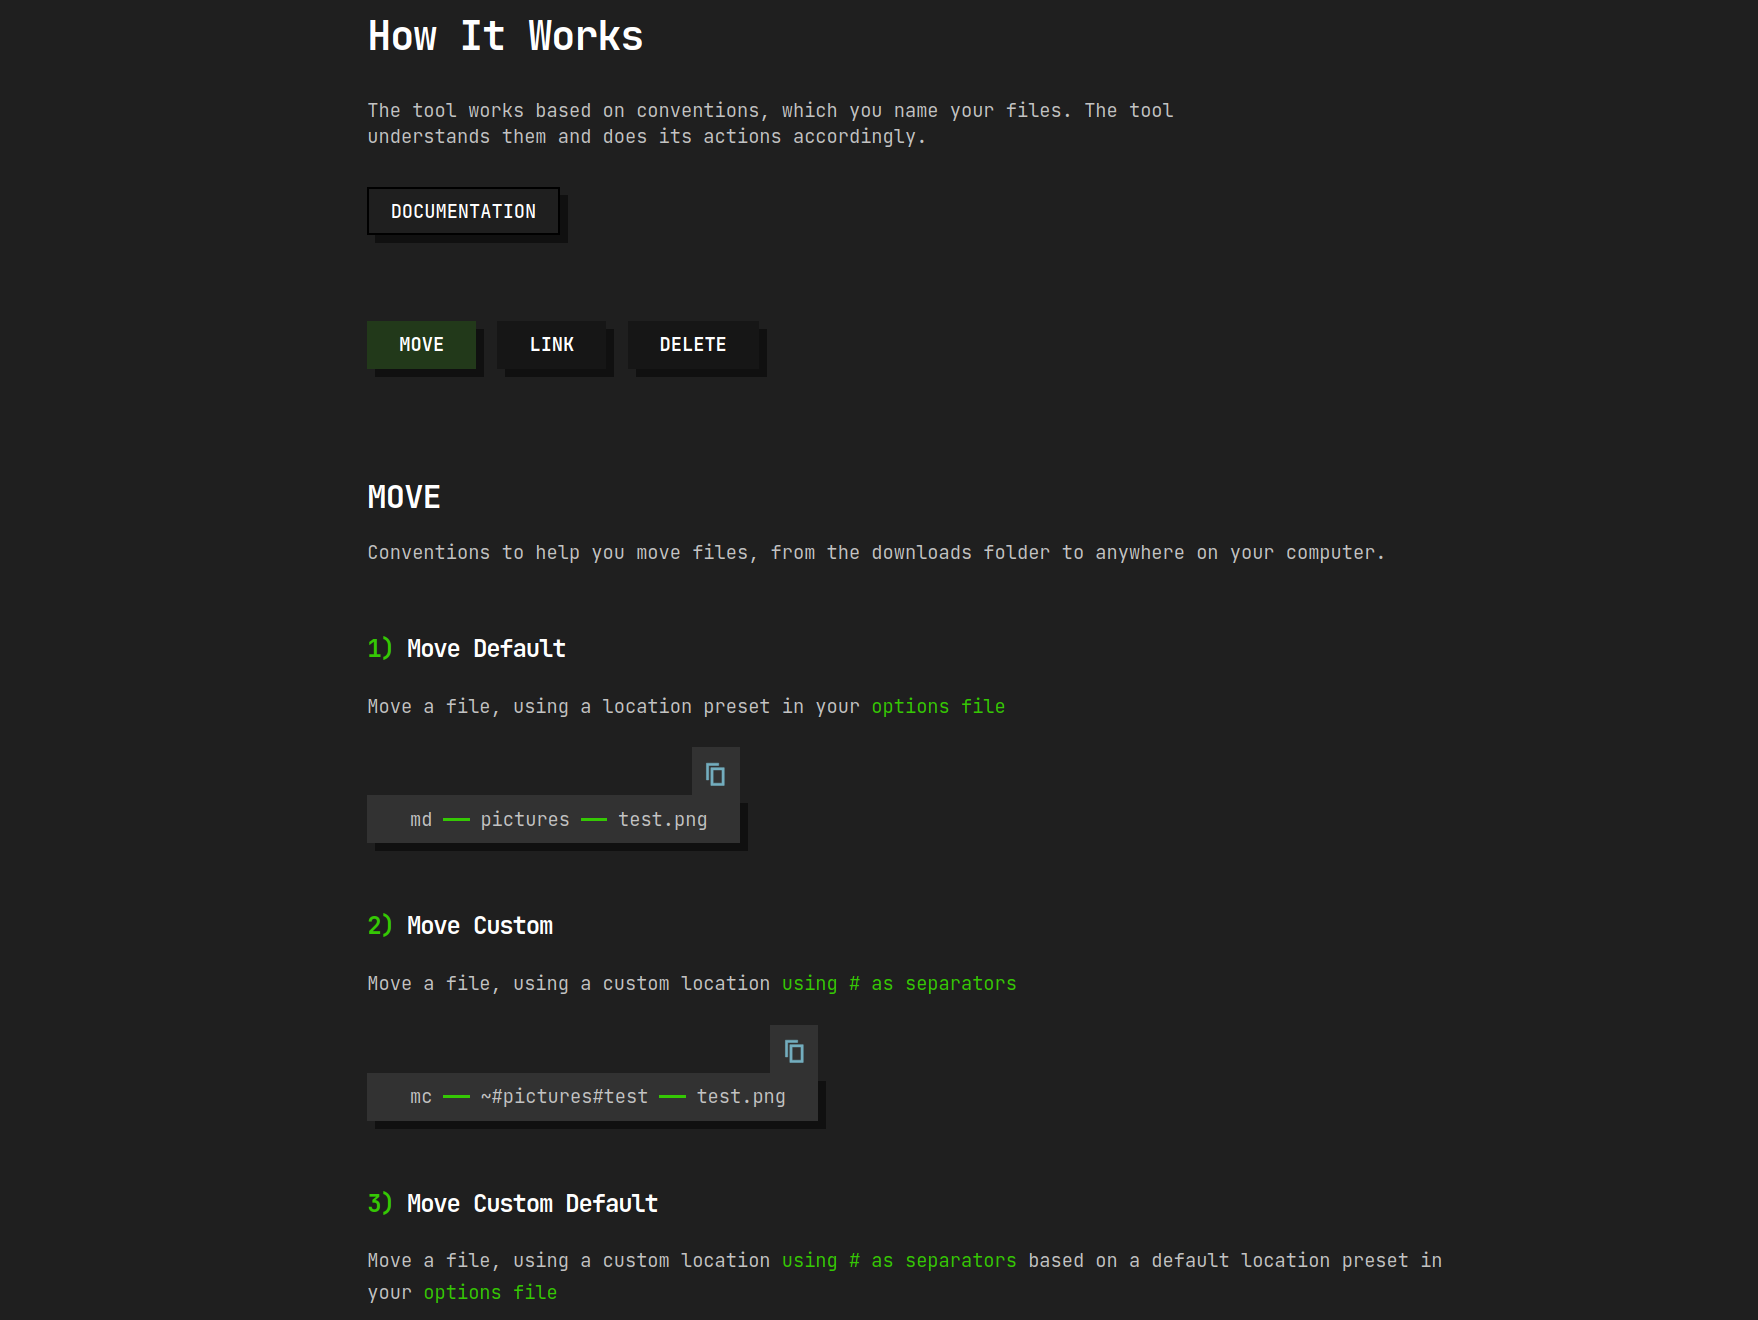 How It Works
The tool works based on conventions, which you name your files. The tool
understands them and does its actions accordingly.
DOCUMENTATION
MOVE LINK DELETE
MOVE
Conventions to help you move files, from the downloads folder to anywhere on your computer.
1) Move Default
Move a file, using a location preset in your options file
md —— pictures —— test.png
2) Move Custom
Move a file, using a custom location using # as separators
mc —— ~#pictures#test —— test.png
3) Move Custom Default
Move a file, using a custom location using # as separators based on a default location preset in
your options file